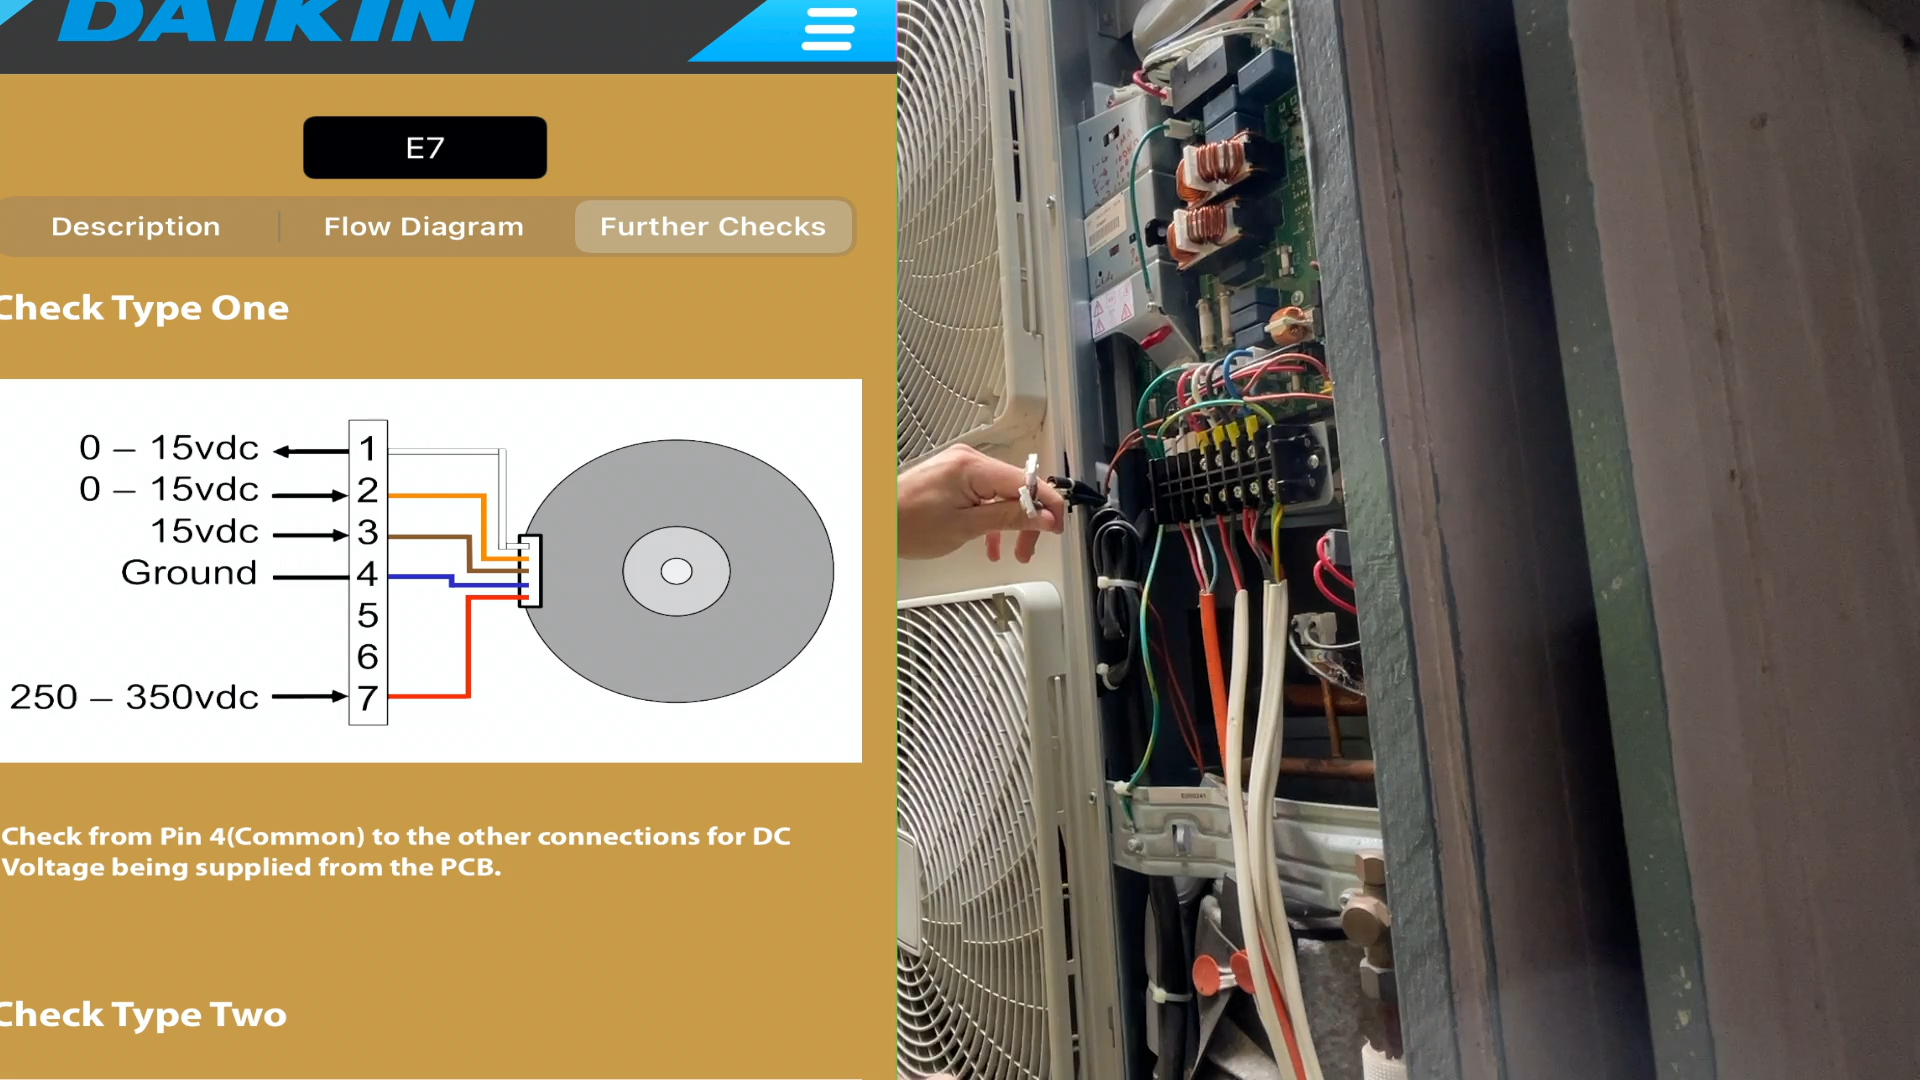 DAIKIN
E7
Description
Flow Diagram
Further Checks
Check Type One
0 – 15vdc
1
0 – 15vdc
2
15vdc
3
Ground
4
5
6
250 – 350vdc
7
Check from Pin 4(Common) to the other connections for DC
Voltage being supplied from the PCB.
Check Type Two